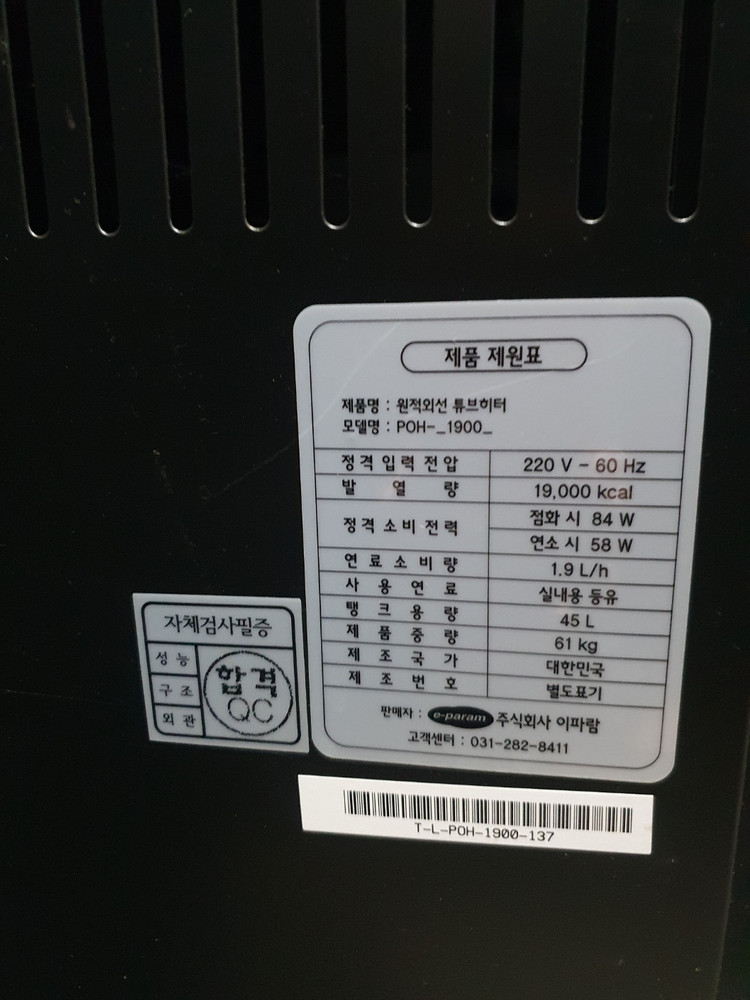 제품 제원표
제품명 : 원적외선 튜브히터
모델명 : POH-_1900_
정격 입력 전압 220 V - 60 Hz
발 열 량 19,000 kcal
정격 소비 전력 점화 시 84 W
연소 시 58 W
연 료 소 비 량 1.9 L/h
사 용 연 료 실내용 등유
탱 크 용 량 45 L
제 품 중 량 61 kg
제 조 국 가 대한민국
제 조 번 호 별도표기
판매자 : e-param 주식회사 이파람
고객센터 : 031-282-8411
자체검사필증
성 능
구 조
외 관
합격
QC
T-L-POH-1900-137